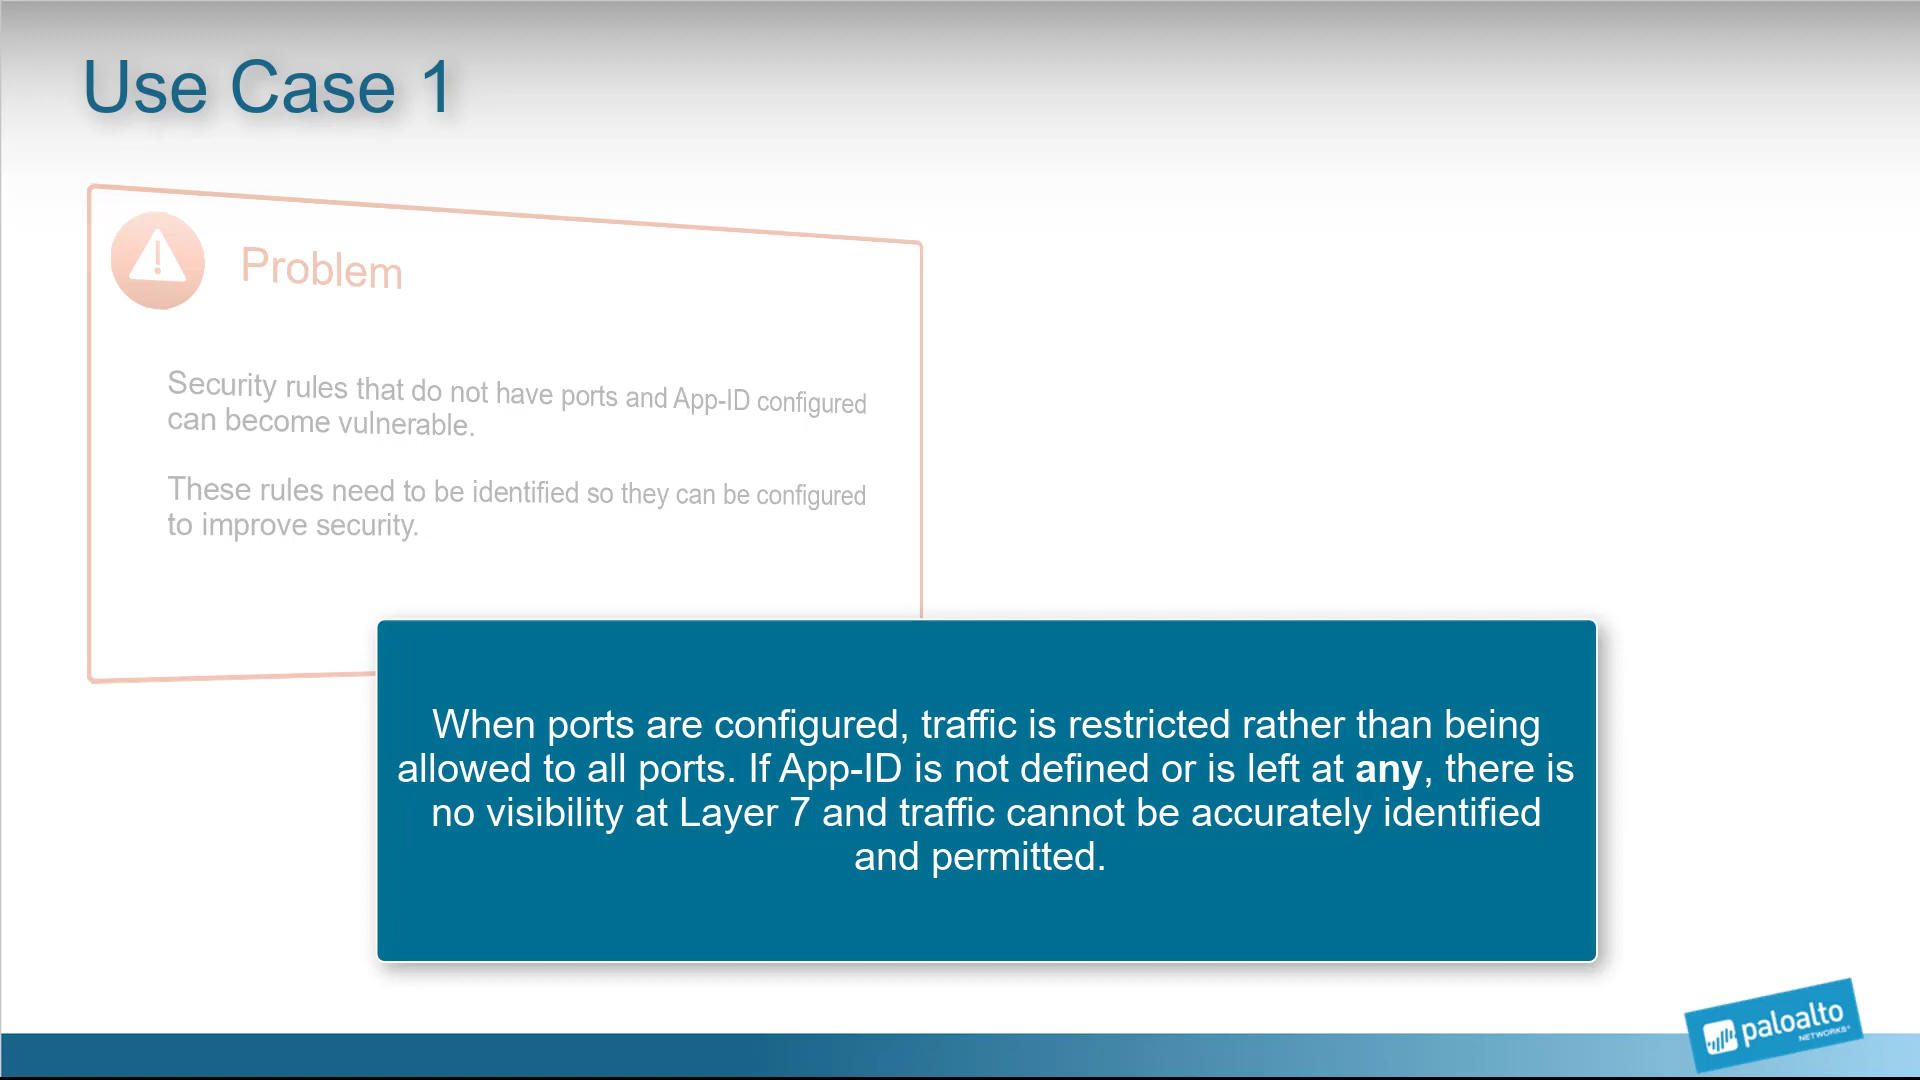 Use Case 1
Problem
Security rules that do not have ports and App-ID configured
can become vulnerable.
These rules need to be identified so they can be configured
to improve security.
When ports are configured, traffic is restricted rather than being
allowed to all ports. If App-ID is not defined or is left at any, there is
no visibility at Layer 7 and traffic cannot be accurately identified
and permitted.
paloalto
NETWORKS®